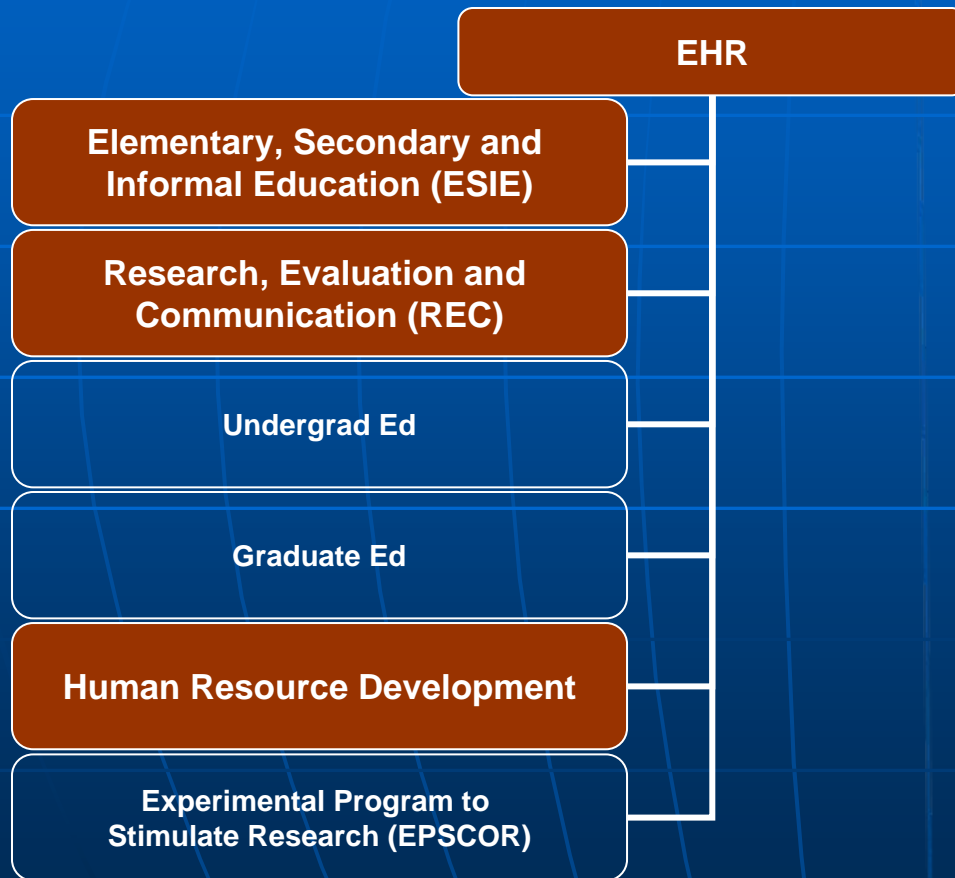 EHR
Elementary, Secondary and
Informal Education (ESIE)
Research, Evaluation and
Communication (REC)
Undergrad Ed
Graduate Ed
Human Resource Development
Experimental Program to
Stimulate Research (EPSCOR)